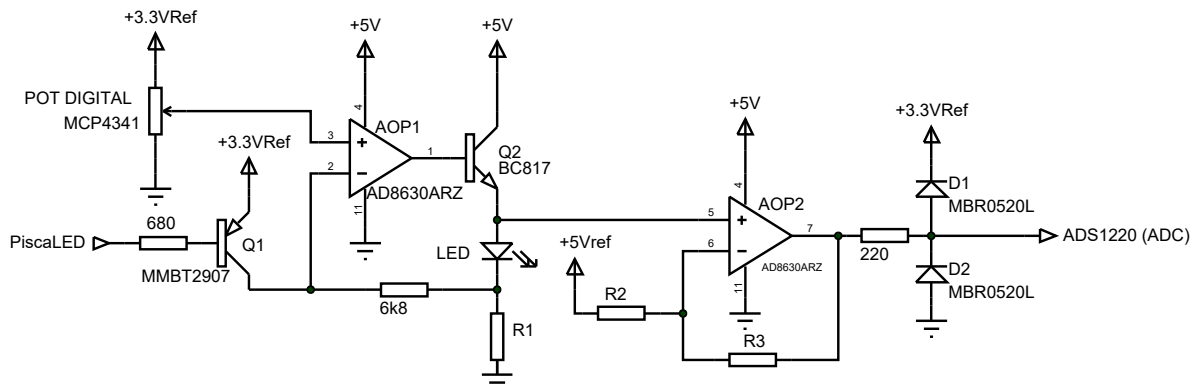 +3.3VRef
POT DIGITAL
MCP4341
+3.3VRef
680
PiscaLED
Q1
MMBT2907
+5V
4
3
2
1
11
AOP1
AD8630ARZ
+5V
Q2
BC817
LED
6k8
R1
+5Vref
R2
R3
+5V
4
5
6
7
11
AOP2
AD8630ARZ
220
+3.3VRef
D1
MBR0520L
D2
MBR0520L
ADS1220 (ADC)